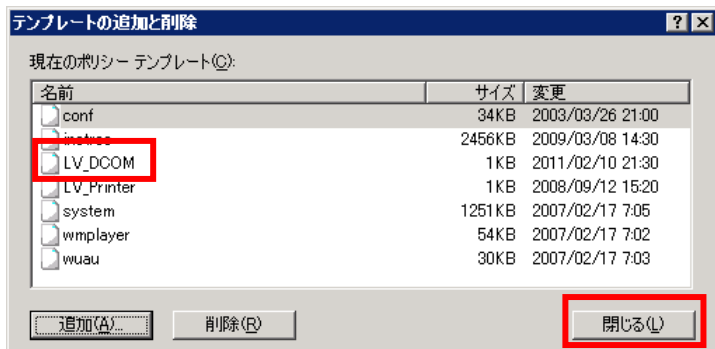 テンプレートの追加と削除
現在のポリシー テンプレート(C):
名前 サイズ 変更
conf 34KB 2003/03/26 21:00
2456KB 2009/03/08 14:30
LV_DCOM 1KB 2011/02/10 21:30
LV_Printer 1KB 2008/09/12 15:20
system 1251KB 2007/02/17 7:05
wmplayer 54KB 2007/02/17 7:02
wuau 30KB 2007/02/17 7:03
追加(A)... 削除(R) 閉じる(L)